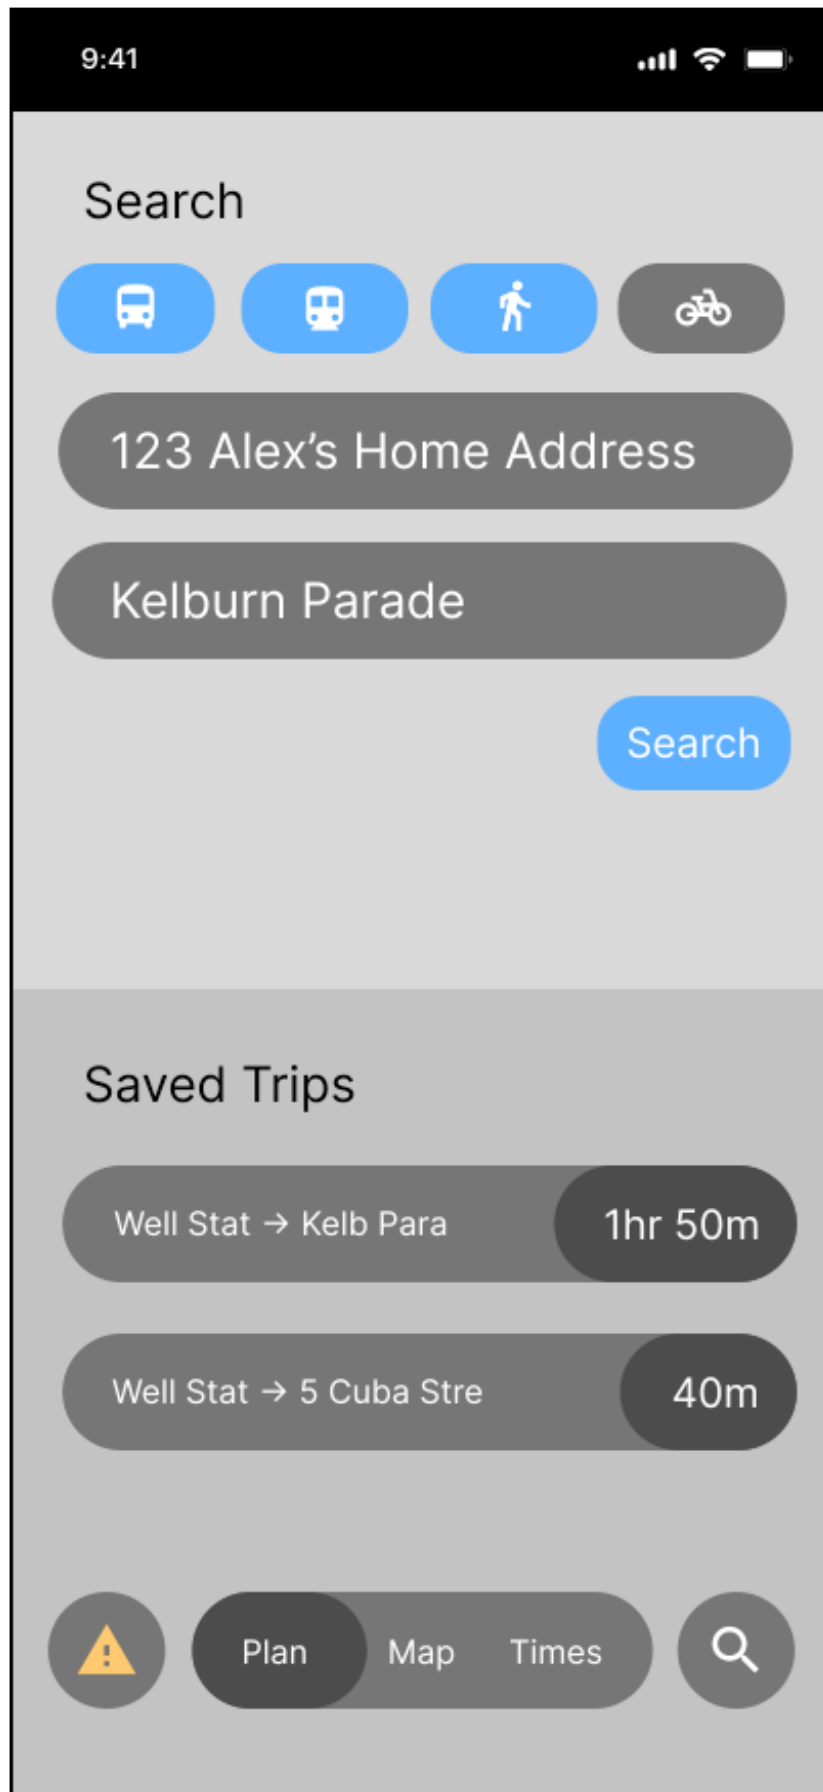 9:41
Search
123 Alex’s Home Address
Kelburn Parade
Search
Saved Trips
Well Stat → Kelb Para 1hr 50m
Well Stat → 5 Cuba Stre 40m
Plan Map Times